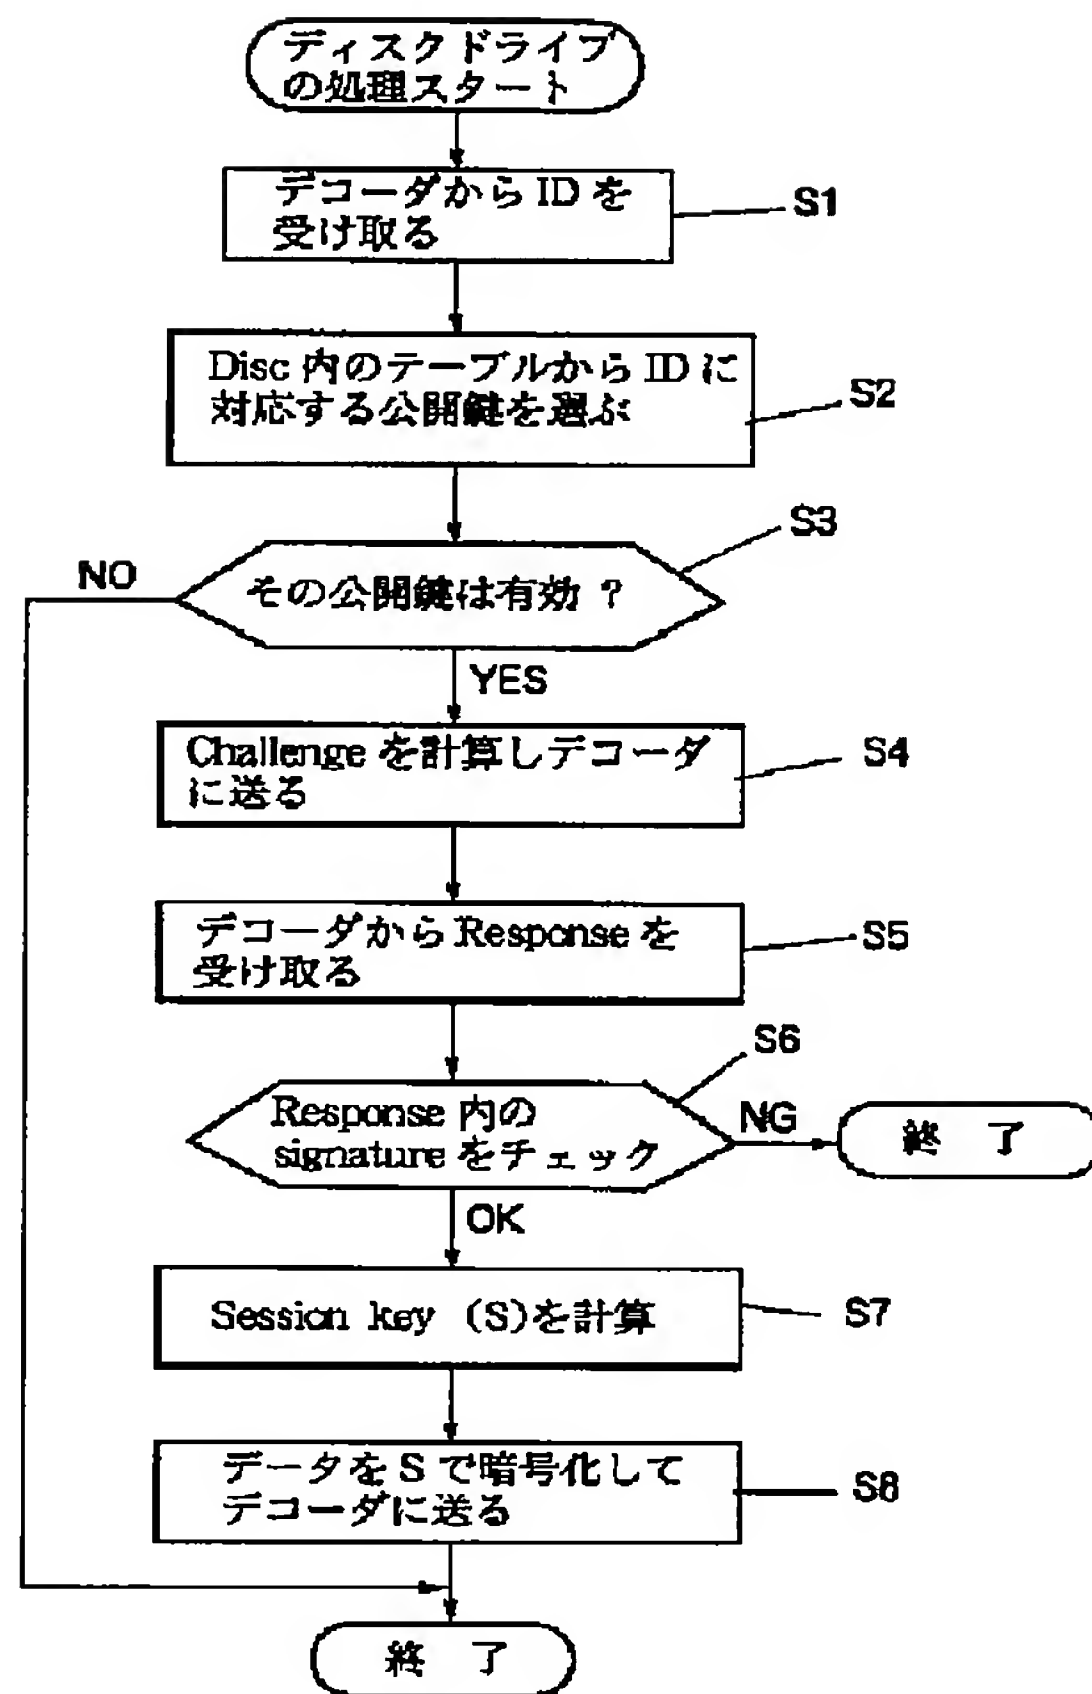 ディスクドライブ
の処理スタート
デコーダから ID を
受け取る
S1
Disc 内のテーブルから ID に
対応する公開鍵を選ぶ
S2
S3
NO
その公開鍵は有効 ?
YES
Challenge を計算しデコーダ
に送る
S4
デコーダから Response を
受け取る
S5
S6
Response 内の
signature をチェック
NG
終 了
OK
Session key (S)を計算
S7
データを S で暗号化して
デコーダに送る
S8
終 了